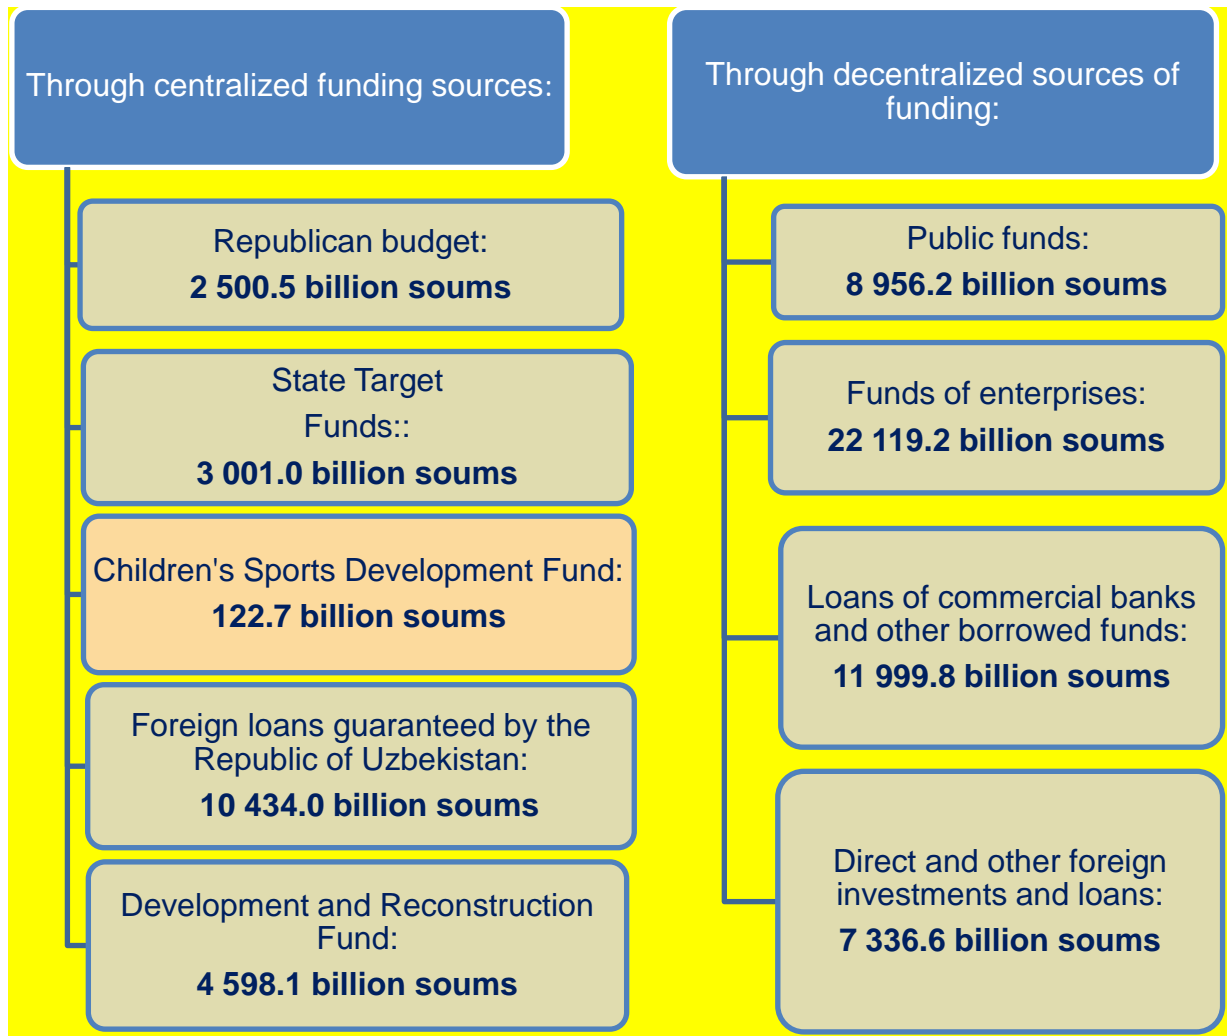 Through centralized funding sources:
Republican budget:
2 500.5 billion soums
State Target
Funds::
3 001.0 billion soums
Children's Sports Development Fund:
122.7 billion soums
Foreign loans guaranteed by the
Republic of Uzbekistan:
10 434.0 billion soums
Development and Reconstruction
Fund:
4 598.1 billion soums
Through decentralized sources of
funding:
Public funds:
8 956.2 billion soums
Funds of enterprises:
22 119.2 billion soums
Loans of commercial banks
and other borrowed funds:
11 999.8 billion soums
Direct and other foreign
investments and loans:
7 336.6 billion soums